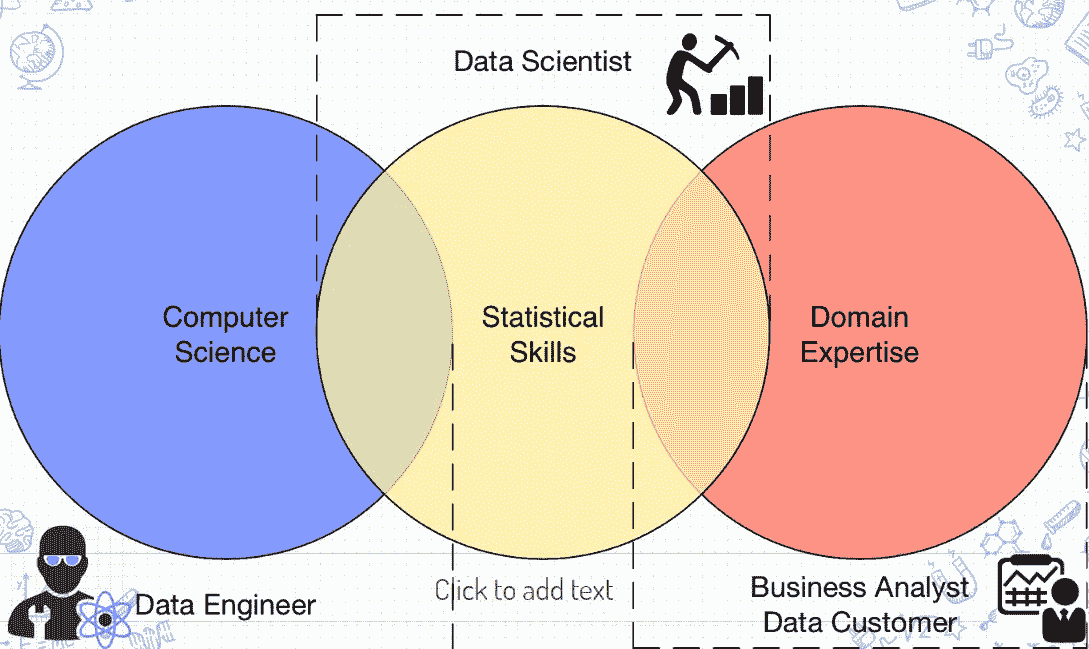 Data Scientist
Computer
Science
Statistical
Skills
Domain
Expertise
Data Engineer
Click to add text
Business Analyst
Data Customer